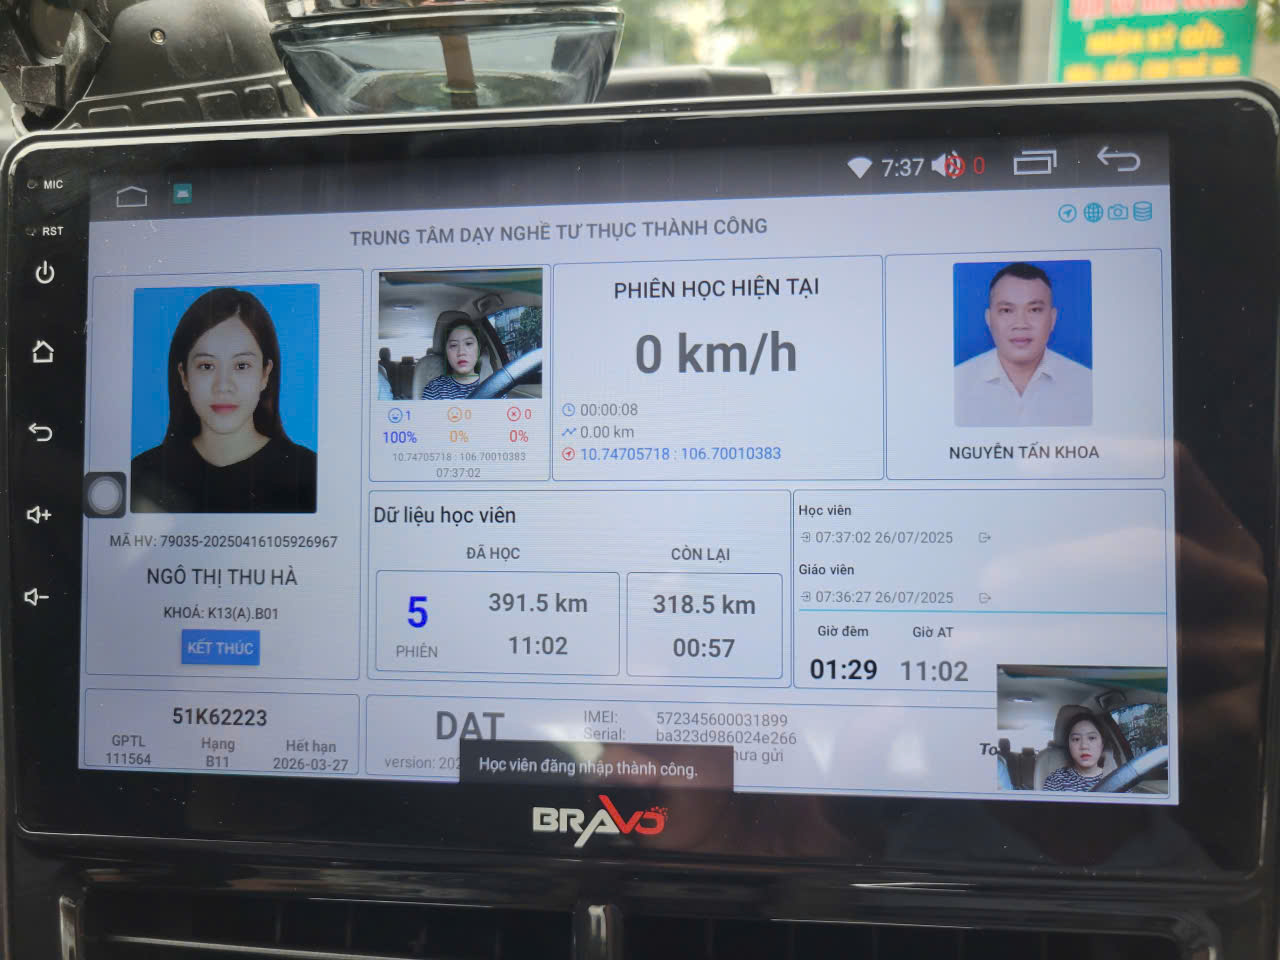 MIC
RST
7:37
0
TRUNG TÂM DẠY NGHỀ TƯ THỤC THÀNH CÔNG
MÃ HV: 79035-20250416105926967
NGÔ THỊ THU HÀ
KHOÁ: K13(A).B01
KẾT THÚC
1 0 0
100% 0% 0%
10.74705718 : 106.70010383
07:37:02
PHIÊN HỌC HIỆN TẠI
0 km/h
00:00:08
0.00 km
10.74705718 : 106.70010383
NGUYỄN TẤN KHOA
Dữ liệu học viên
ĐÃ HỌC
CÒN LẠI
5
PHIÊN
391.5 km
11:02
318.5 km
00:57
Học viên
07:37:02 26/07/2025
Giáo viên
07:36:27 26/07/2025
Giờ đêm
Giờ AT
01:29
11:02
51K62223
GPTL
111564
Hạng
B11
Hết hạn
2026-03-27
DAT
version: 202
IMEI: 572345600031899
Serial: ba323d986024e266
gửi
To
Học viên đăng nhập thành công.
BRAVO